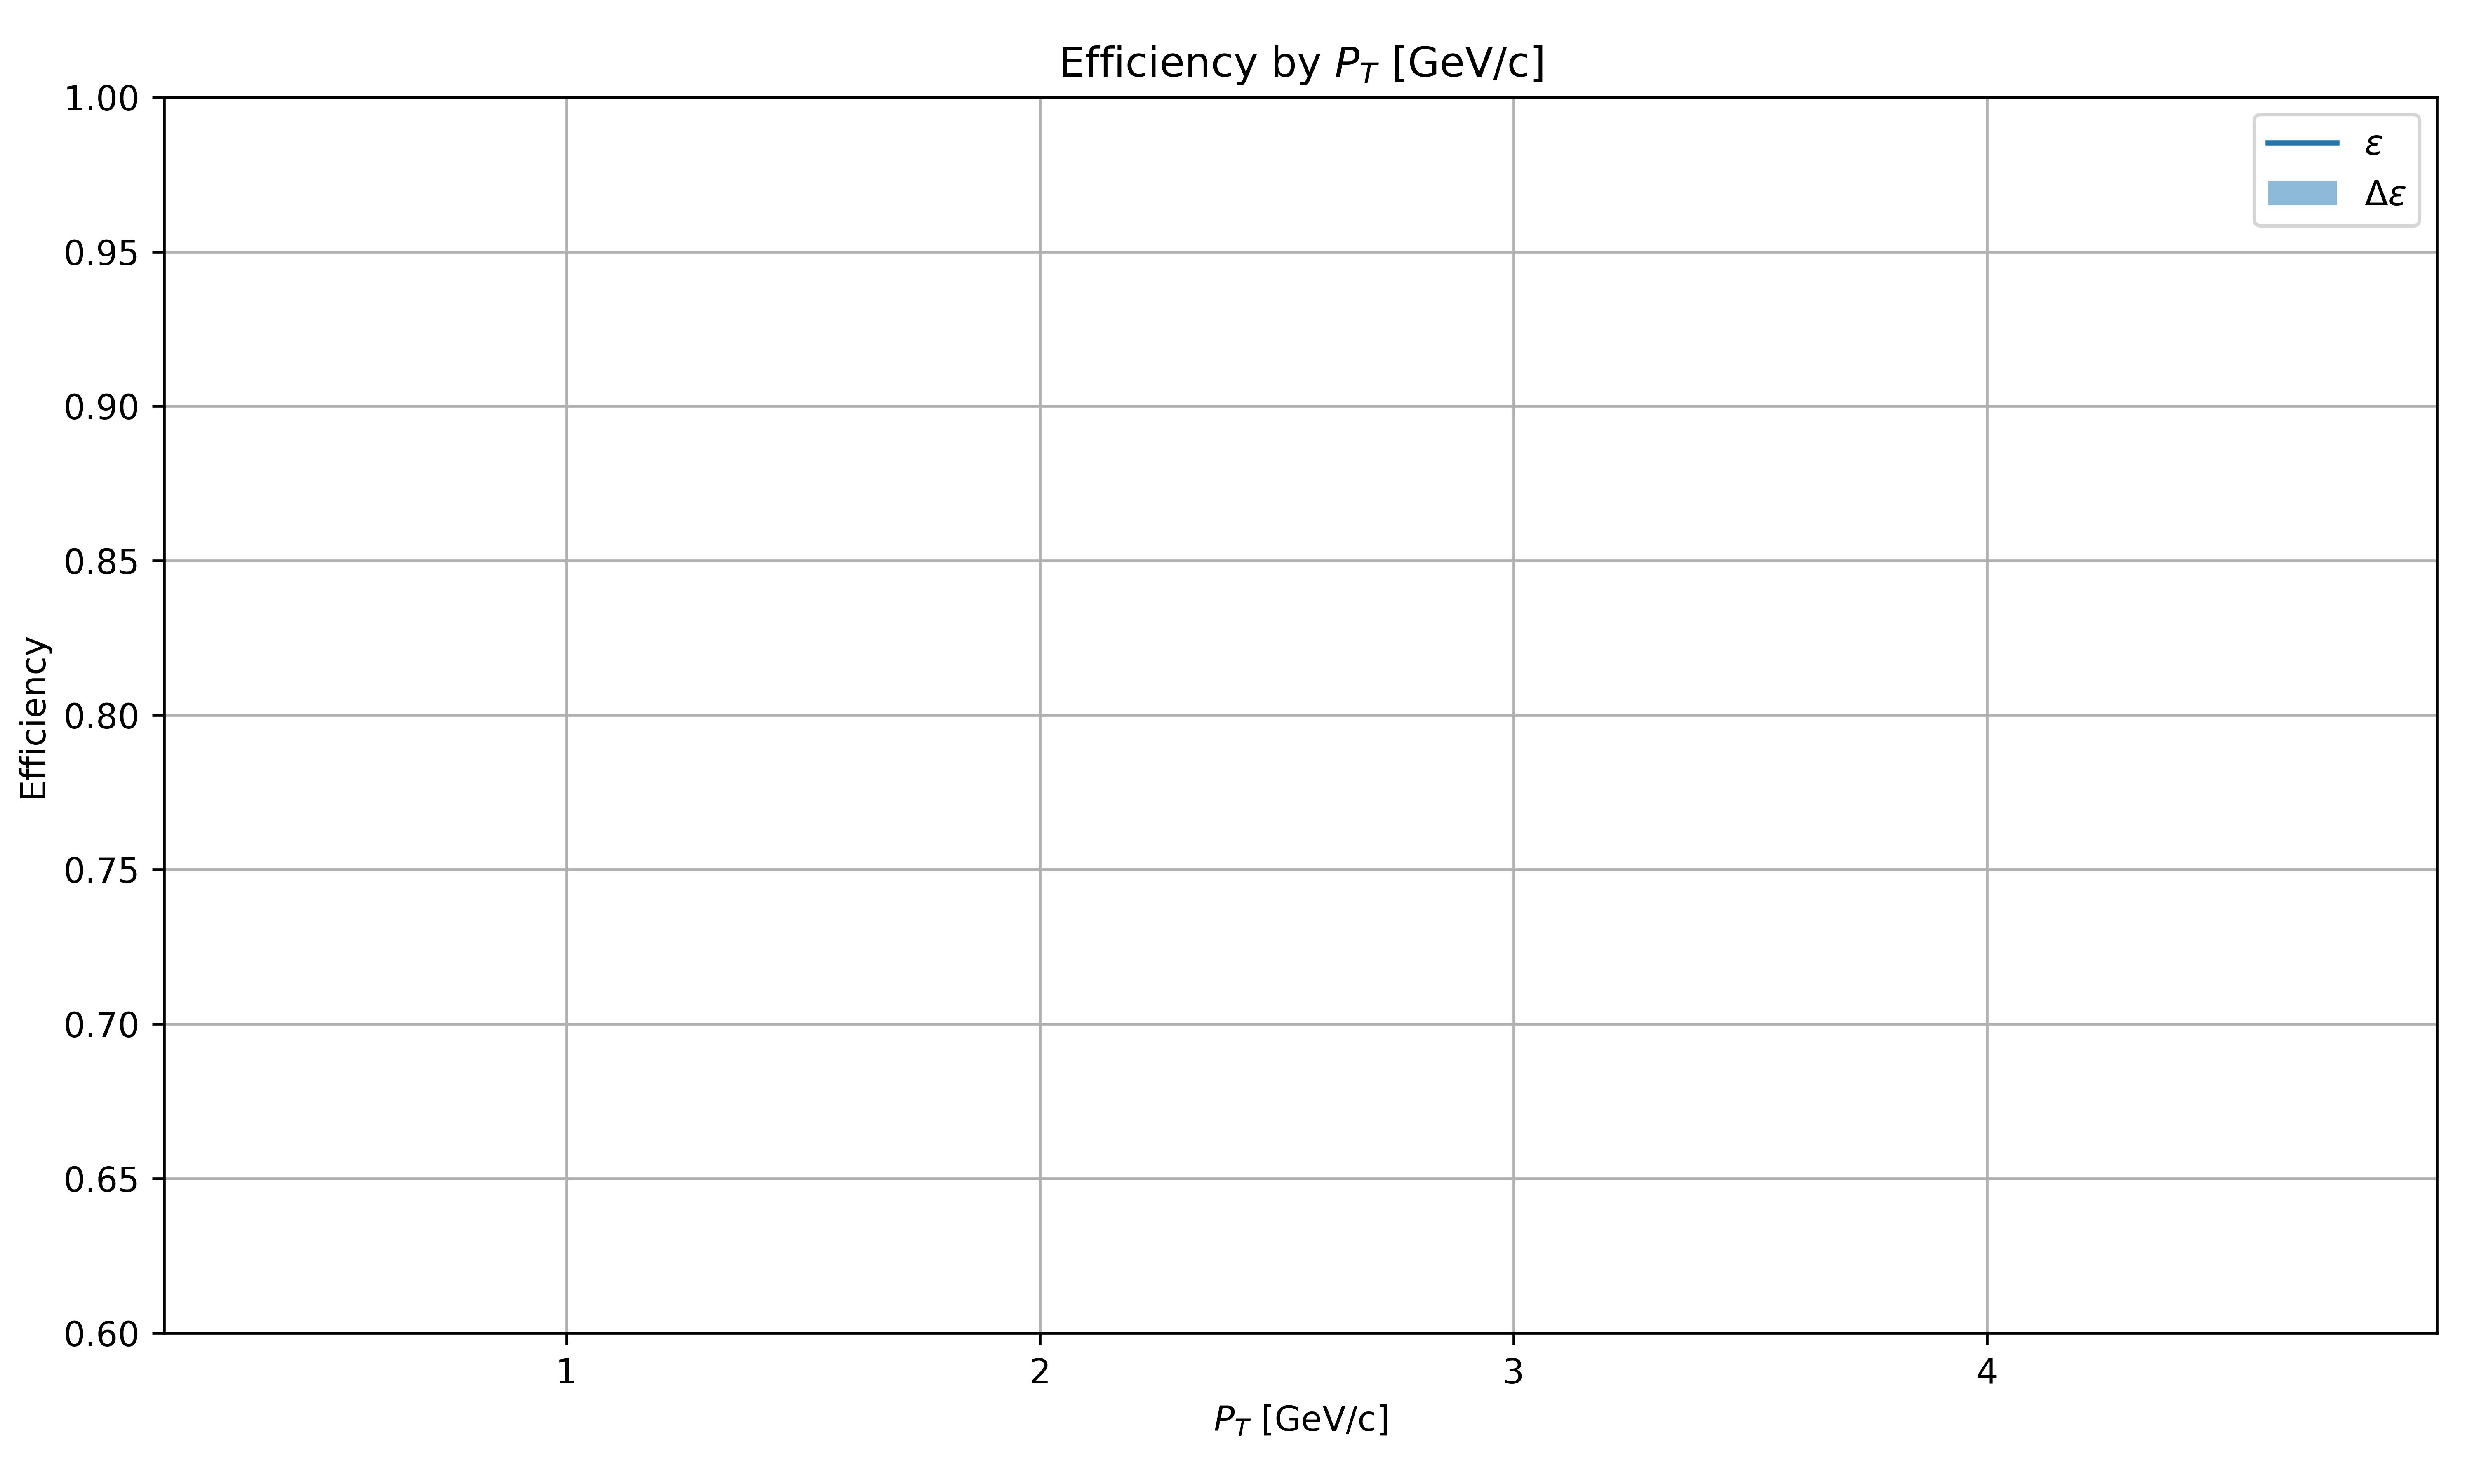 Efficiency by P_T [GeV/c]
ε
Δε
1.00
0.95
0.90
0.85
0.80
0.75
0.70
0.65
0.60
Efficiency
1 2 3 4
P_T [GeV/c]